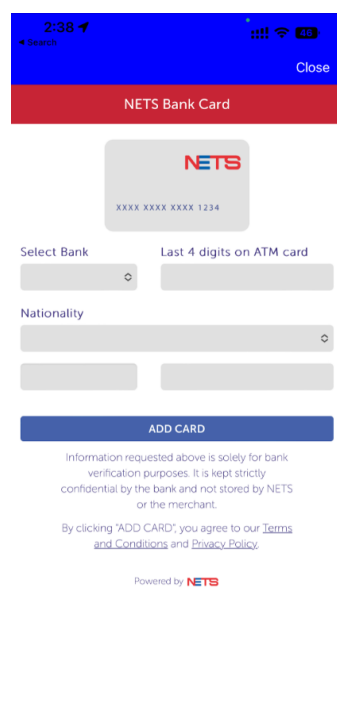 2:38
◀ Search
Close
NETS Bank Card
NETS
XXXX XXXX XXXX 1234
Select Bank Last 4 digits on ATM card
Nationality
ADD CARD
Information requested above is solely for bank
verification purposes. It is kept strictly
confidential by the bank and not stored by NETS
or the merchant.
By clicking "ADD CARD", you agree to our Terms
and Conditions and Privacy Policy.
Powered by NETS